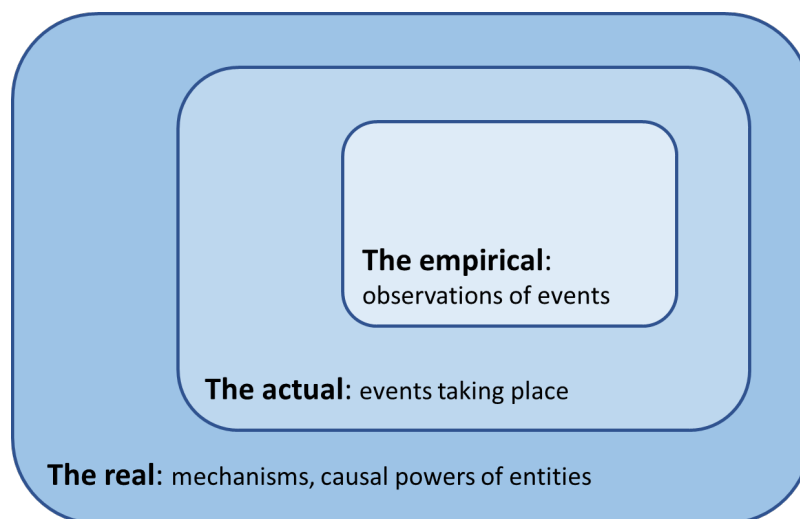 The empirical:
observations of events
The actual: events taking place
The real: mechanisms, causal powers of entities